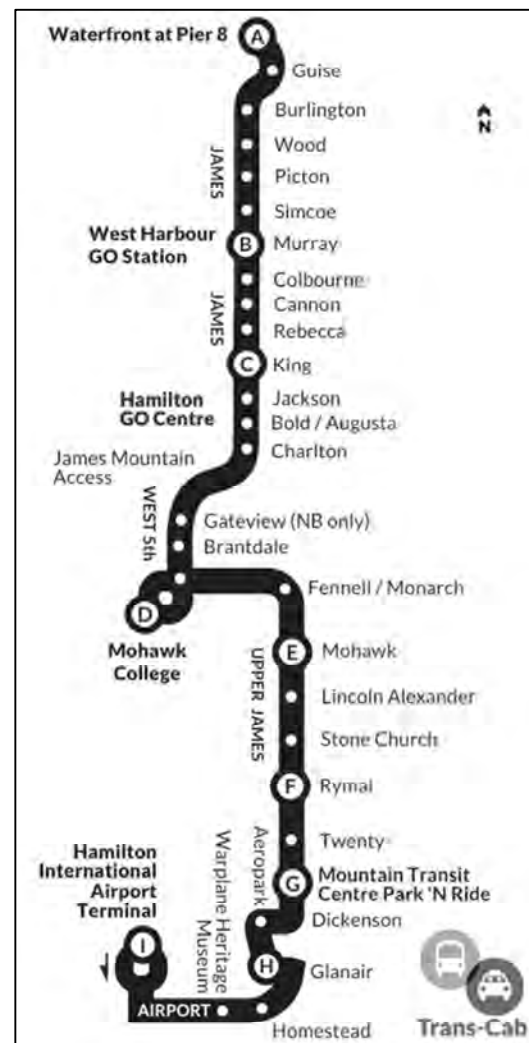 Waterfront at Pier 8
A
Guise
Burlington
N
Wood
JAMES
Picton
Simcoe
West Harbour
GO Station
B
Murray
Colbourne
JAMES
Cannon
Rebecca
C
King
Hamilton
GO Centre
Jackson
Bold / Augusta
Charlton
James Mountain
Access
WEST 5th
Gateview (NB only)
Brantdale
Fennell / Monarch
D
Mohawk
College
E
Mohawk
UPPER JAMES
Lincoln Alexander
Stone Church
F
Rymal
Twenty
Hamilton
International
Airport
Terminal
Warplane Heritage
Museum
Aeropark
G
Mountain Transit
Centre Park 'N Ride
Dickenson
I
H
Glanair
AIRPORT
Homestead
Trans-Cab